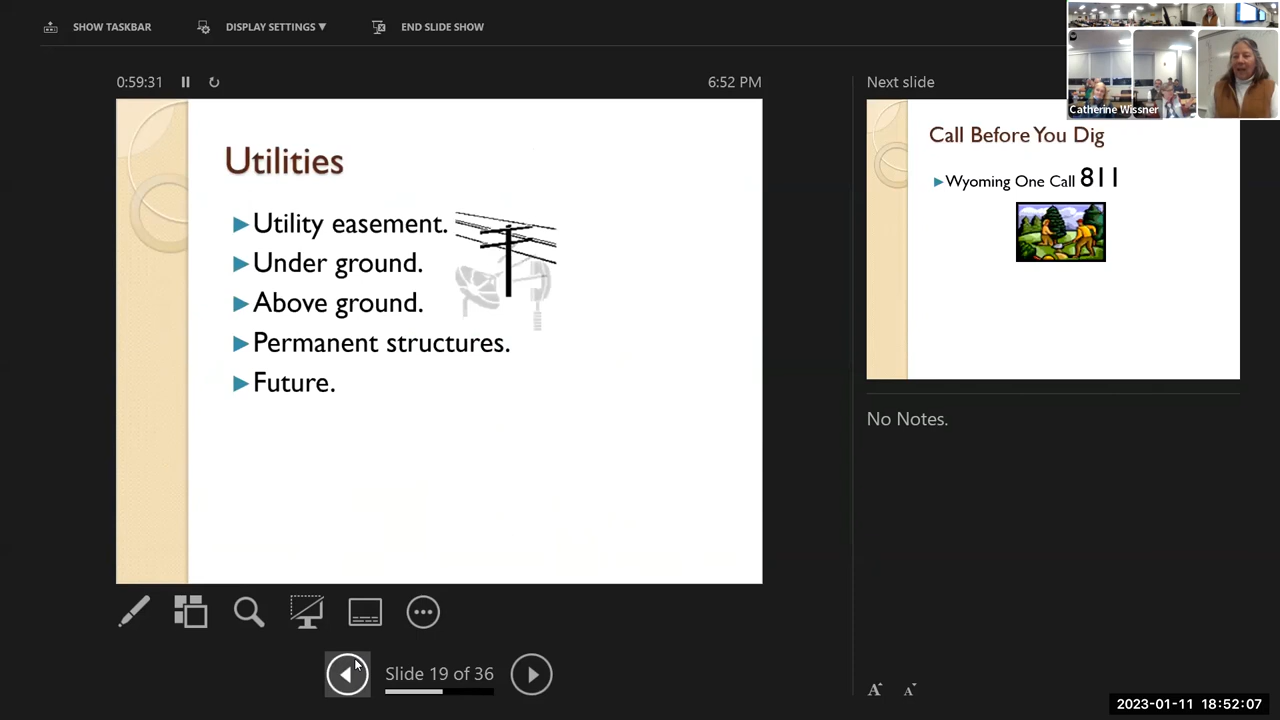 SHOW TASKBAR
DISPLAY SETTINGS ▼
END SLIDE SHOW
0:59:31
6:52 PM
Next slide
Catherine Wissner
Utilities
Utility easement.
Under ground.
Above ground.
Permanent structures.
Future.
Call Before You Dig
Wyoming One Call 811
No Notes.
Slide 19 of 36
A A
2023-01-11 18:52:07